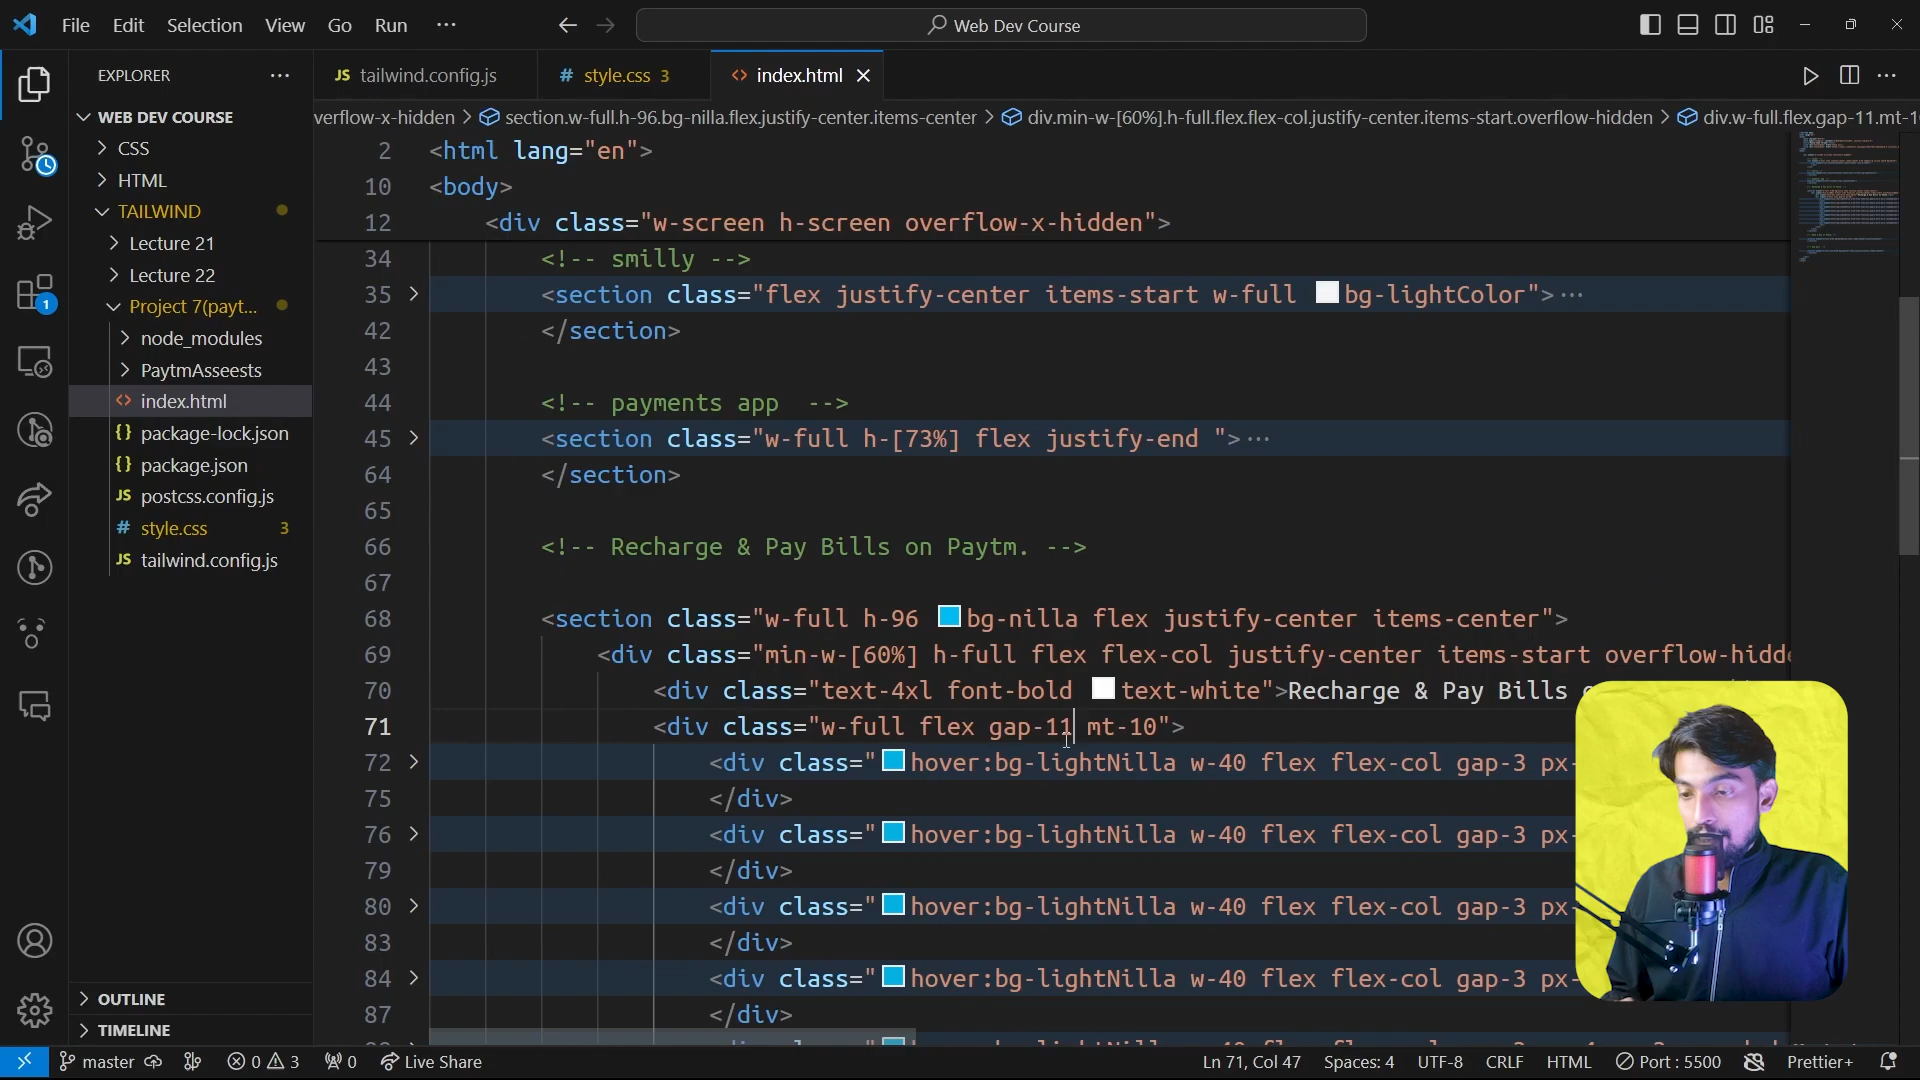 File Edit Selection View Go Run ··· Web Dev Course
EXPLORER ···
tailwind.config.js style.css 3 index.html
WEB DEV COURSE
CSS
HTML
TAILWIND
Lecture 21
Lecture 22
Project 7(payt...
node_modules
PaytmAsseests
index.html
package-lock.json
package.json
postcss.config.js
style.css 3
tailwind.config.js
OUTLINE
TIMELINE
verflow-x-hidden > section.w-full.h-96.bg-nilla.flex.justify-center.items-center > div.min-w-[60%].h-full.flex.flex-col.justify-center.items-start.overflow-hidden > div.w-full.flex.gap-11.mt-1
2 <html lang="en">
10 <body>
12 <div class="w-screen h-screen overflow-x-hidden">
34 <!-- smilly -->
35 <section class="flex justify-center items-start w-full bg-lightColor">···
42 </section>
43
44 <!-- payments app  -->
45 <section class="w-full h-[73%] flex justify-end ">···
64 </section>
65
66 <!-- Recharge & Pay Bills on Paytm. -->
67
68 <section class="w-full h-96 bg-nilla flex justify-center items-center">
69 <div class="min-w-[60%] h-full flex flex-col justify-center items-start overflow-hidde
70 <div class="text-4xl font-bold text-white">Recharge & Pay Bills
71 <div class="w-full flex gap-11 mt-10">
72 <div class="hover:bg-lightNilla w-40 flex flex-col gap-3 px-
75 </div>
76 <div class="hover:bg-lightNilla w-40 flex flex-col gap-3 px-
79 </div>
80 <div class="hover:bg-lightNilla w-40 flex flex-col gap-3 px-
83 </div>
84 <div class="hover:bg-lightNilla w-40 flex flex-col gap-3 px-
87 </div>
master 0 3 0 Live Share Ln 71, Col 47 Spaces: 4 UTF-8 CRLF HTML Port : 5500 Prettier+